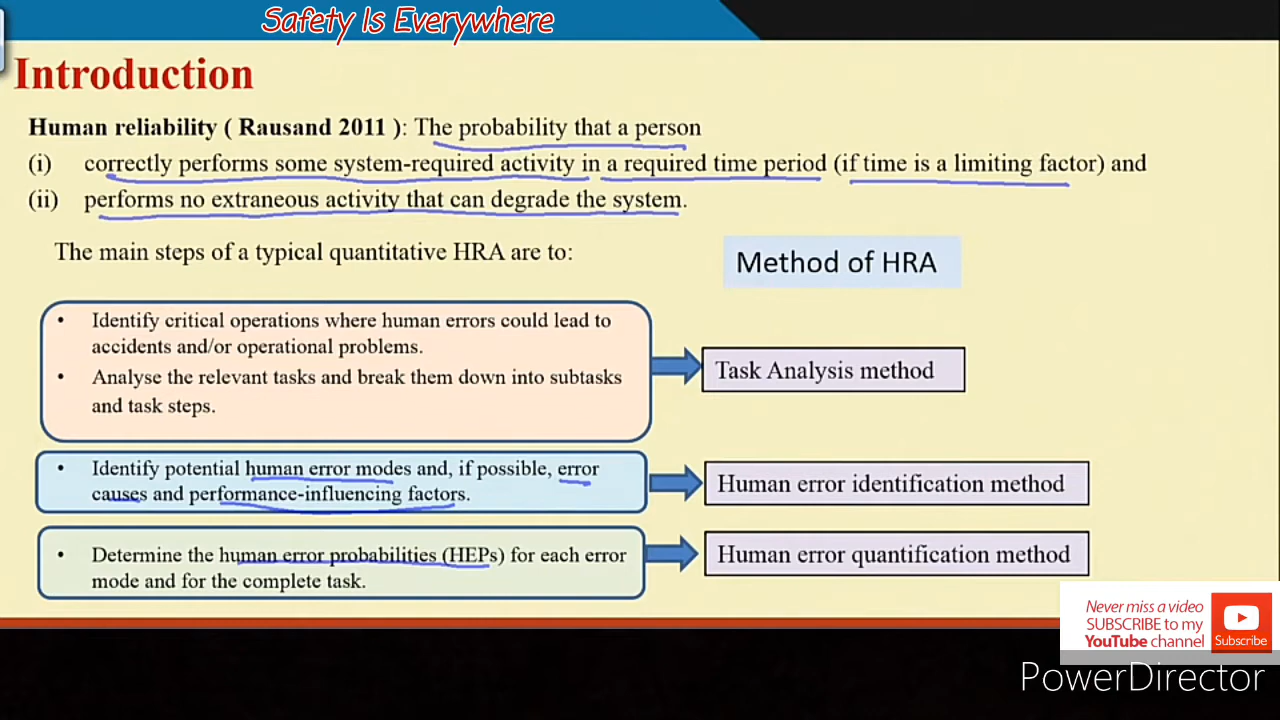 Safety Is Everywhere
Introduction
Human reliability ( Rausand 2011 ): The probability that a person
(i) correctly performs some system-required activity in a required time period (if time is a limiting factor) and
(ii) performs no extraneous activity that can degrade the system.
The main steps of a typical quantitative HRA are to:
Method of HRA
• Identify critical operations where human errors could lead to
accidents and/or operational problems.
• Analyse the relevant tasks and break them down into subtasks
and task steps.
Task Analysis method
• Identify potential human error modes and, if possible, error
causes and performance-influencing factors.
Human error identification method
• Determine the human error probabilities (HEPs) for each error
mode and for the complete task.
Human error quantification method
Never miss a video
SUBSCRIBE to my
YouTube channel
Subscribe
PowerDirector